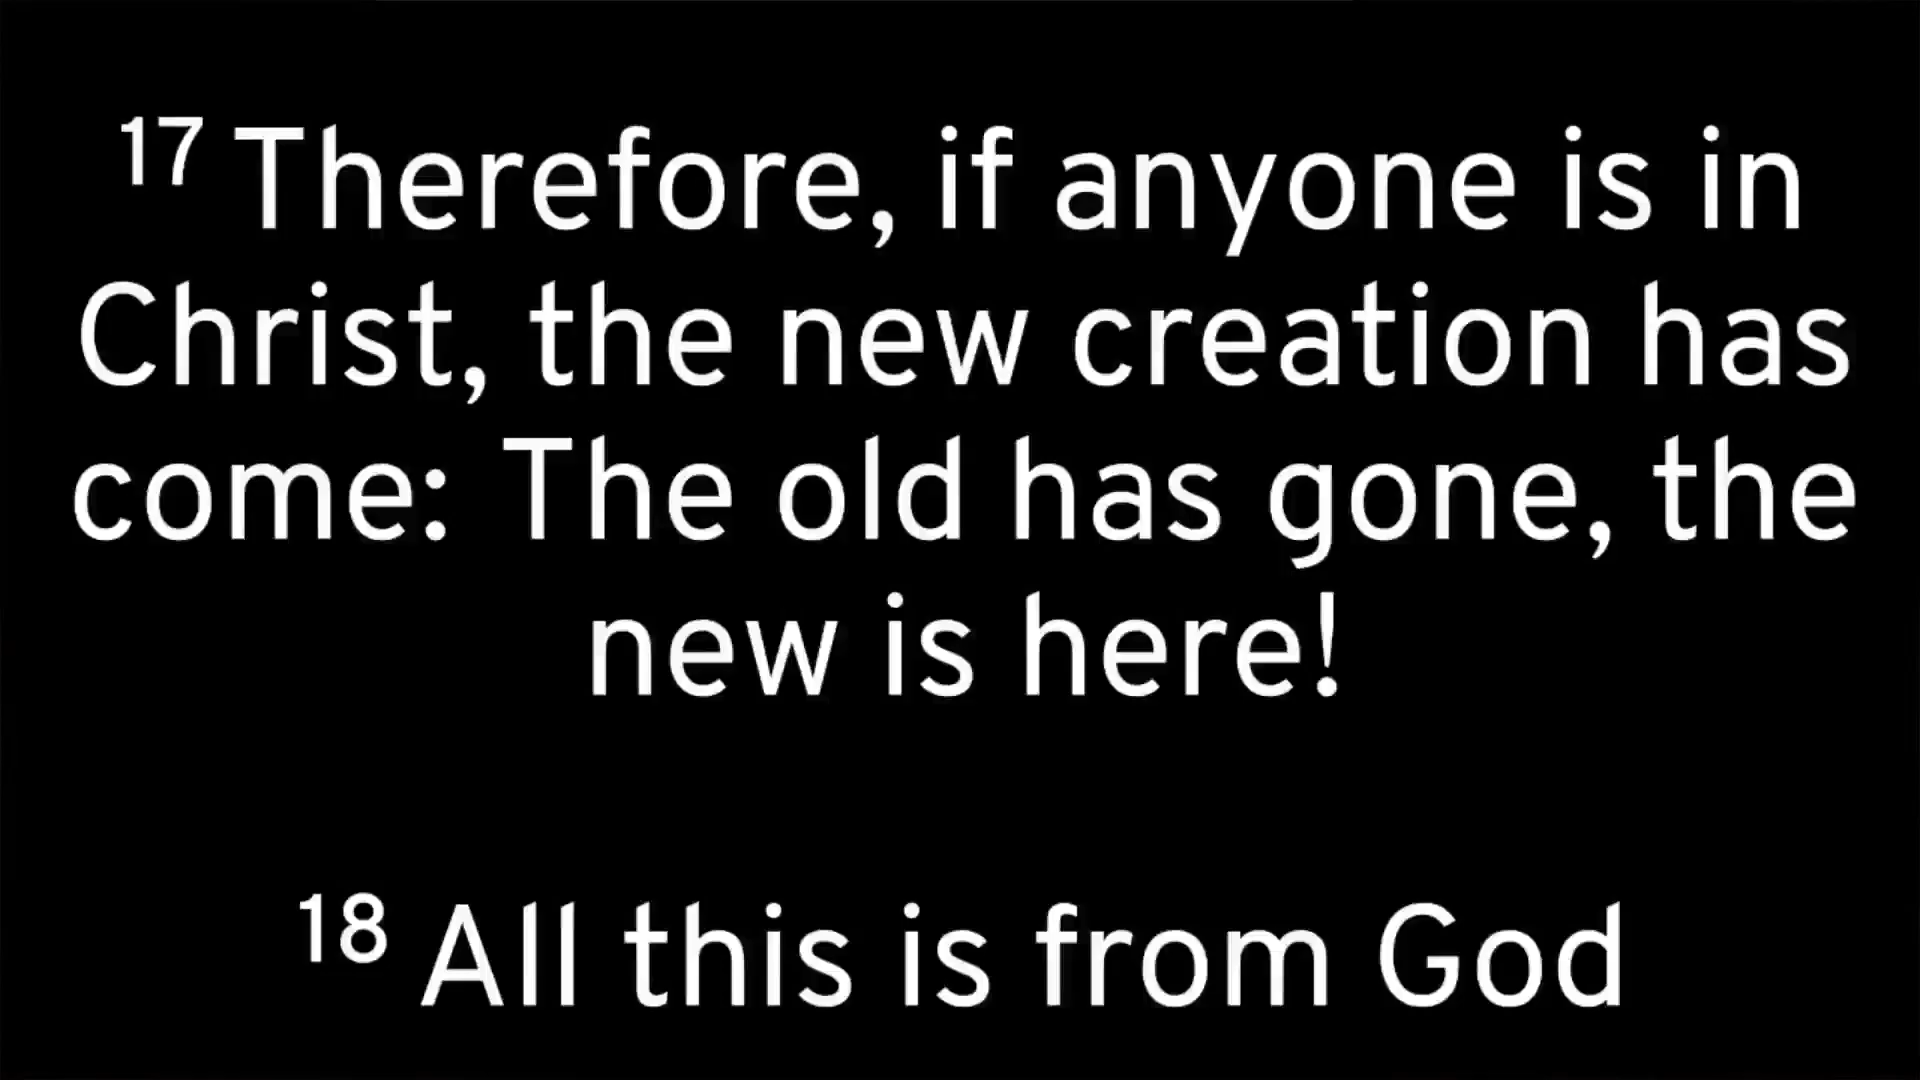 17 Therefore, if anyone is in
Christ, the new creation has
come: The old has gone, the
new is here!
18 All this is from God